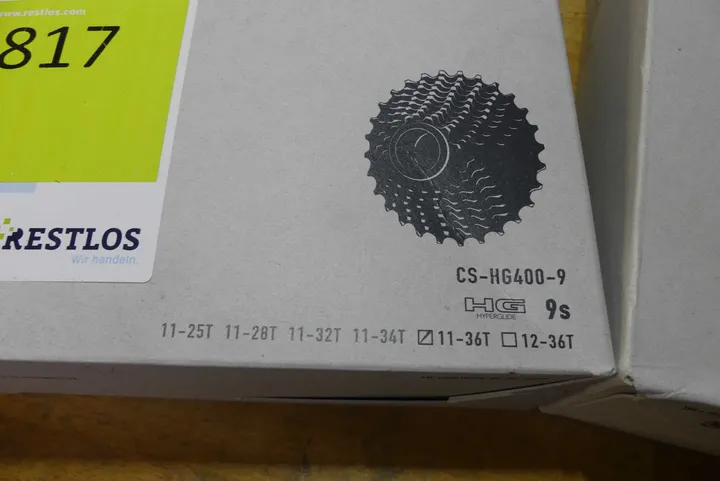 www.restlos.com
817
RESTLOS
Wir handeln.
CS-HG400-9
HG 9s
HYPERGLIDE
11-25T 11-28T 11-32T 11-34T ☑11-36T ☐12-36T